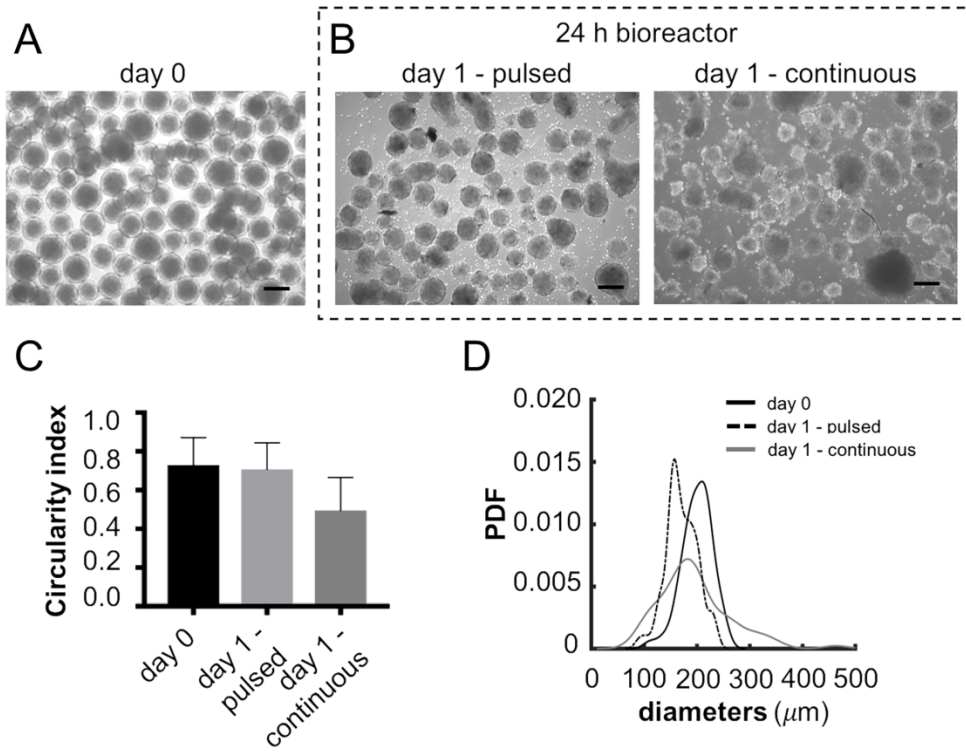 A
day 0
B
24 h bioreactor
day 1 - pulsed
day 1 - continuous
C
Circularity index
1.0
0.8
0.6
0.4
0.2
0.0
day 0
day 1 -
pulsed
day 1 -
continuous
D
PDF
0.020
0.015
0.010
0.005
0
day 0
day 1 - pulsed
day 1 - continuous
0 100 200 300 400 500
diameters (μm)